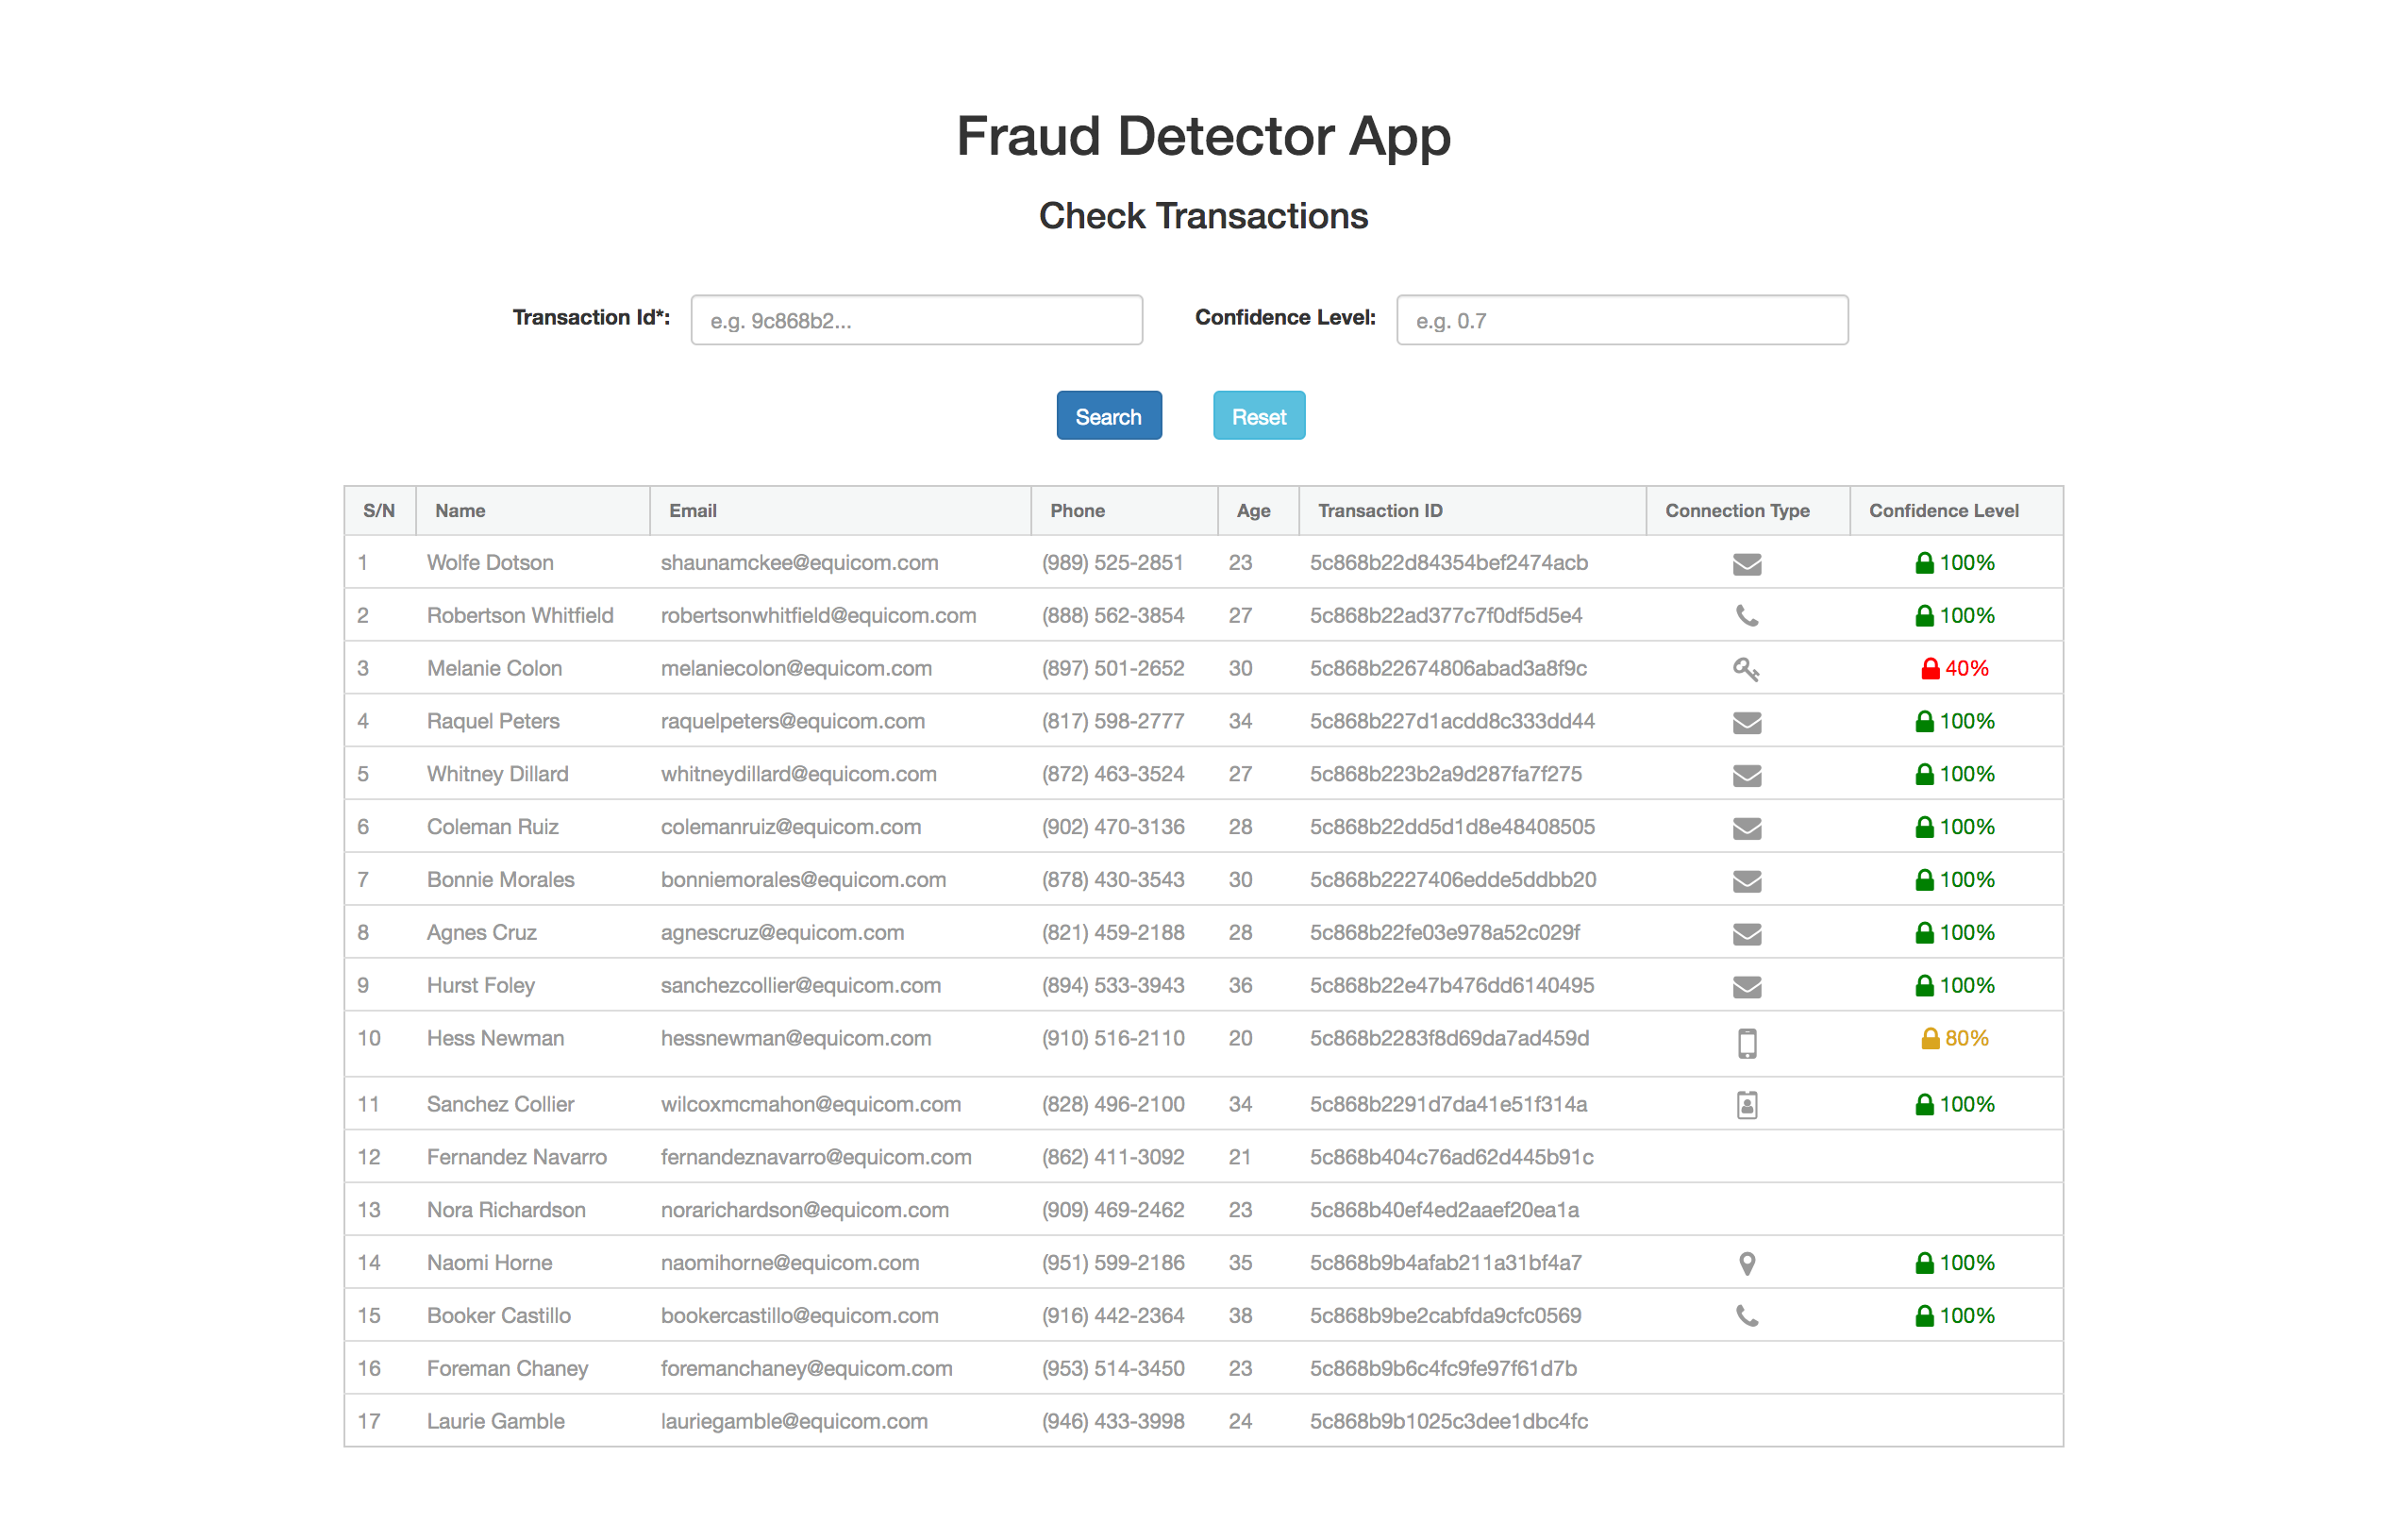 Fraud Detector App
Check Transactions
Transaction Id*: e.g. 9c868b2... Confidence Level: e.g. 0.7
Search Reset
S/N Name Email Phone Age Transaction ID Connection Type Confidence Level
1 Wolfe Dotson shaunamckee@equicom.com (989) 525-2851 23 5c868b22d84354bef2474acb 100%
2 Robertson Whitfield robertsonwhitfield@equicom.com (888) 562-3854 27 5c868b22ad377c7f0df5d5e4 100%
3 Melanie Colon melaniecolon@equicom.com (897) 501-2652 30 5c868b22674806abad3a8f9c 40%
4 Raquel Peters raquelpeters@equicom.com (817) 598-2777 34 5c868b227d1acdd8c333dd44 100%
5 Whitney Dillard whitneydillard@equicom.com (872) 463-3524 27 5c868b223b2a9d287fa7f275 100%
6 Coleman Ruiz colemanruiz@equicom.com (902) 470-3136 28 5c868b22dd5d1d8e48408505 100%
7 Bonnie Morales bonniemorales@equicom.com (878) 430-3543 30 5c868b2227406edde5ddbb20 100%
8 Agnes Cruz agnescruz@equicom.com (821) 459-2188 28 5c868b22fe03e978a52c029f 100%
9 Hurst Foley sanchezcollier@equicom.com (894) 533-3943 36 5c868b22e47b476dd6140495 100%
10 Hess Newman hessnewman@equicom.com (910) 516-2110 20 5c868b2283f8d69da7ad459d 80%
11 Sanchez Collier wilcoxmcmahon@equicom.com (828) 496-2100 34 5c868b2291d7da41e51f314a 100%
12 Fernandez Navarro fernandeznavarro@equicom.com (862) 411-3092 21 5c868b404c76ad62d445b91c
13 Nora Richardson norarichardson@equicom.com (909) 469-2462 23 5c868b40ef4ed2aaef20ea1a
14 Naomi Horne naomihorne@equicom.com (951) 599-2186 35 5c868b9b4afab211a31bf4a7 100%
15 Booker Castillo bookercastillo@equicom.com (916) 442-2364 38 5c868b9be2cabfda9cfc0569 100%
16 Foreman Chaney foremanchaney@equicom.com (953) 514-3450 23 5c868b9b6c4fc9fe97f61d7b
17 Laurie Gamble lauriegamble@equicom.com (946) 433-3998 24 5c868b9b1025c3dee1dbc4fc